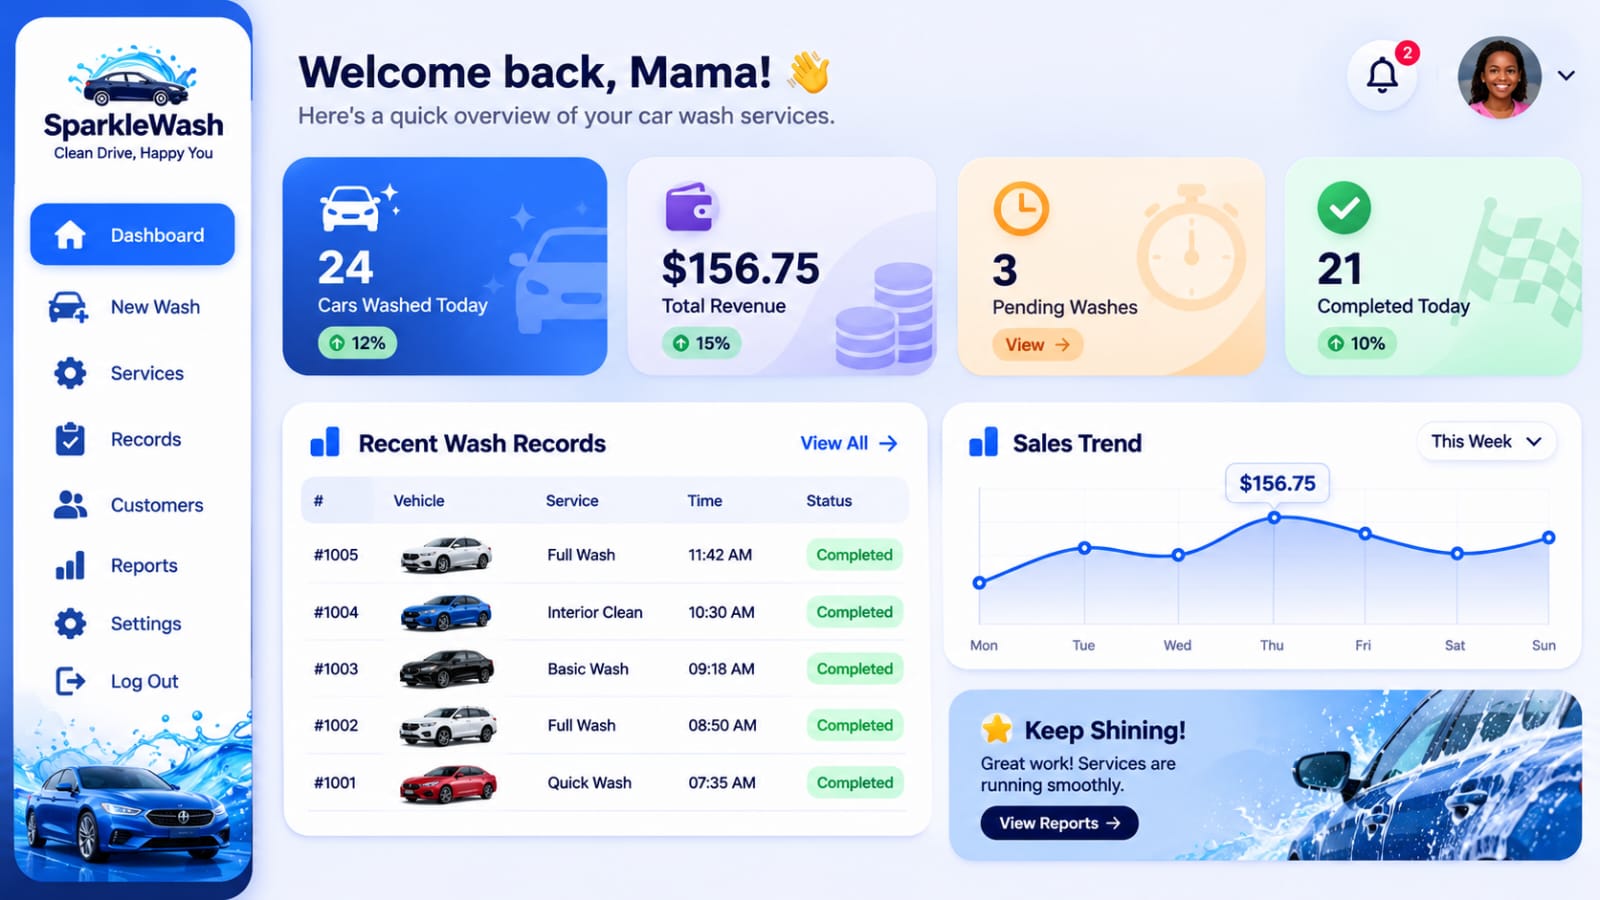 SparkleWash
Clean Drive, Happy You
Dashboard
New Wash
Services
Records
Customers
Reports
Settings
Log Out
Welcome back, Mama! 👋
Here's a quick overview of your car wash services.
2
24
Cars Washed Today
12%
$156.75
Total Revenue
15%
3
Pending Washes
View →
21
Completed Today
10%
Recent Wash Records
View All →
# Vehicle Service Time Status
#1005 Full Wash 11:42 AM Completed
#1004 Interior Clean 10:30 AM Completed
#1003 Basic Wash 09:18 AM Completed
#1002 Full Wash 08:50 AM Completed
#1001 Quick Wash 07:35 AM Completed
Sales Trend
This Week
$156.75
Mon Tue Wed Thu Fri Sat Sun
Keep Shining!
Great work! Services are
running smoothly.
View Reports →